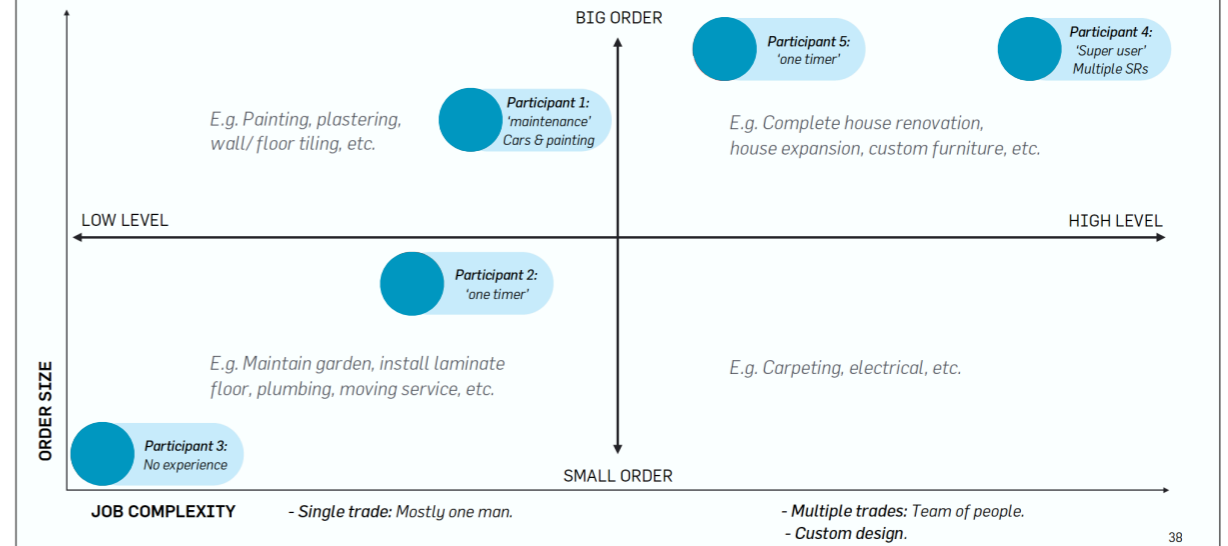 BIG ORDER
Participant 5:
'one timer'
Participant 4:
'Super user'
Multiple SRs
Participant 1:
'maintenance'
Cars & painting
E.g. Painting, plastering,
wall/ floor tiling, etc.
E.g. Complete house renovation,
house expansion, custom furniture, etc.
LOW LEVEL
HIGH LEVEL
Participant 2:
'one timer'
E.g. Maintain garden, install laminate
floor, plumbing, moving service, etc.
E.g. Carpeting, electrical, etc.
ORDER SIZE
Participant 3:
No experience
SMALL ORDER
JOB COMPLEXITY
- Single trade: Mostly one man.
- Multiple trades: Team of people.
- Custom design.
38